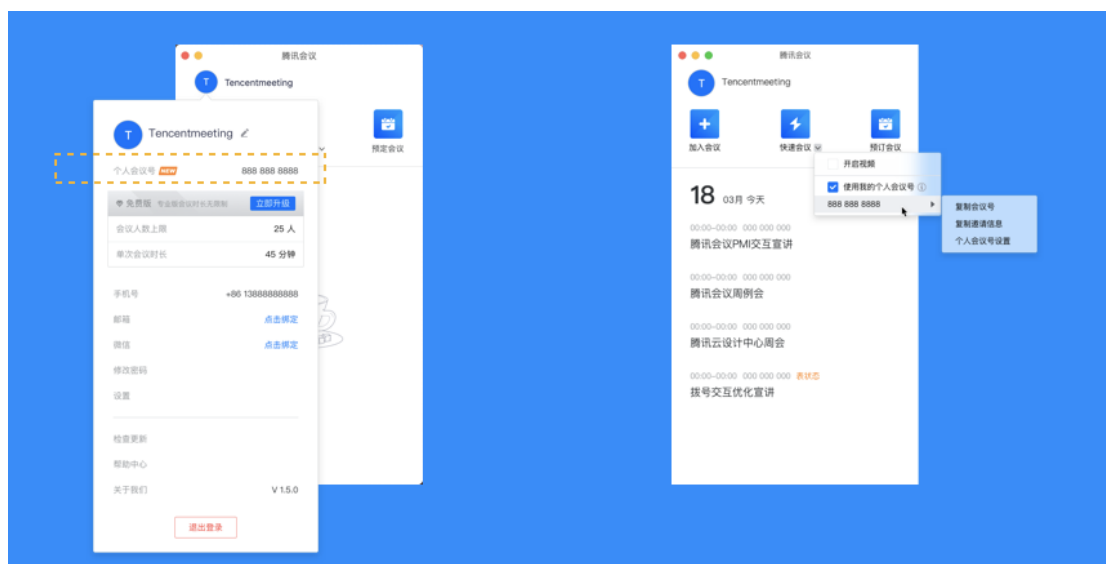 腾讯会议
T
Tencentmeeting
预定会议
T
Tencentmeeting
个人会议号 NEW 888 888 8888
免费版 专业版会议时长无限制 立即升级
会议人数上限 25 人
单次会议时长 45 分钟
手机号 +86 13888888888
邮箱 点击绑定
微信 点击绑定
修改密码
设置
检查更新
帮助中心
关于我们 V 1.5.0
退出登录
腾讯会议
T
Tencentmeeting
加入会议 快速会议 预订会议
开启视频
使用我的个人会议号
888 888 8888
复制会议号
复制邀请信息
个人会议号设置
18 03月 今天
00:00-00:00 000 000 000
腾讯会议PMI交互宣讲
00:00-00:00 000 000 000
腾讯会议周例会
00:00-00:00 000 000 000
腾讯云设计中心周会
00:00-00:00 000 000 000 表状态
拨号交互优化宣讲